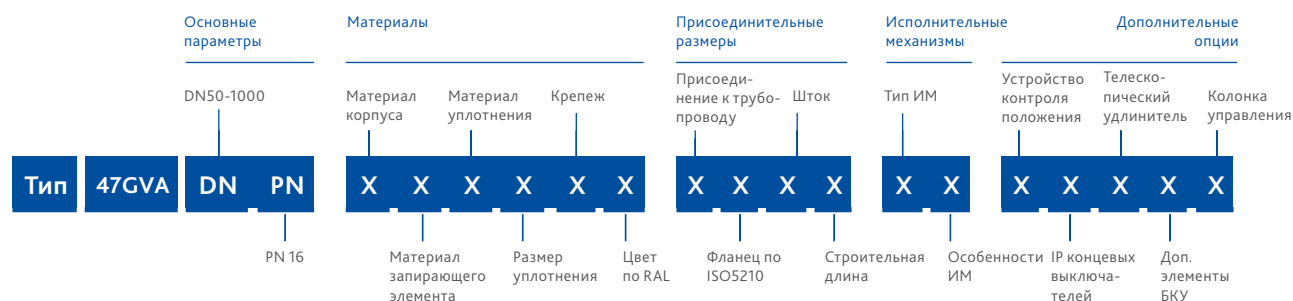 Основные
параметры
Материалы
Присоединительные
размеры
Исполнительные
механизмы
Дополнительные
опции
DN50-1000
Материал
корпуса
Материал
уплотнения
Крепеж
Присоеди-
нение к трубо-
проводу
Шток
Тип ИМ
Устройство
контроля
положения
Телеско-
пический
удлинитель
Колонка
управления
Тип 47GVA DN PN X X X X X X X X X X X X X X X X X
PN 16
Материал
запирающего
элемента
Размер
уплотнения
Цвет
по RAL
Фланец по
ISO5210
Строительная
длина
Особенности
ИМ
IP концевых
выключа-
телей
Доп.
элементы
БКУ